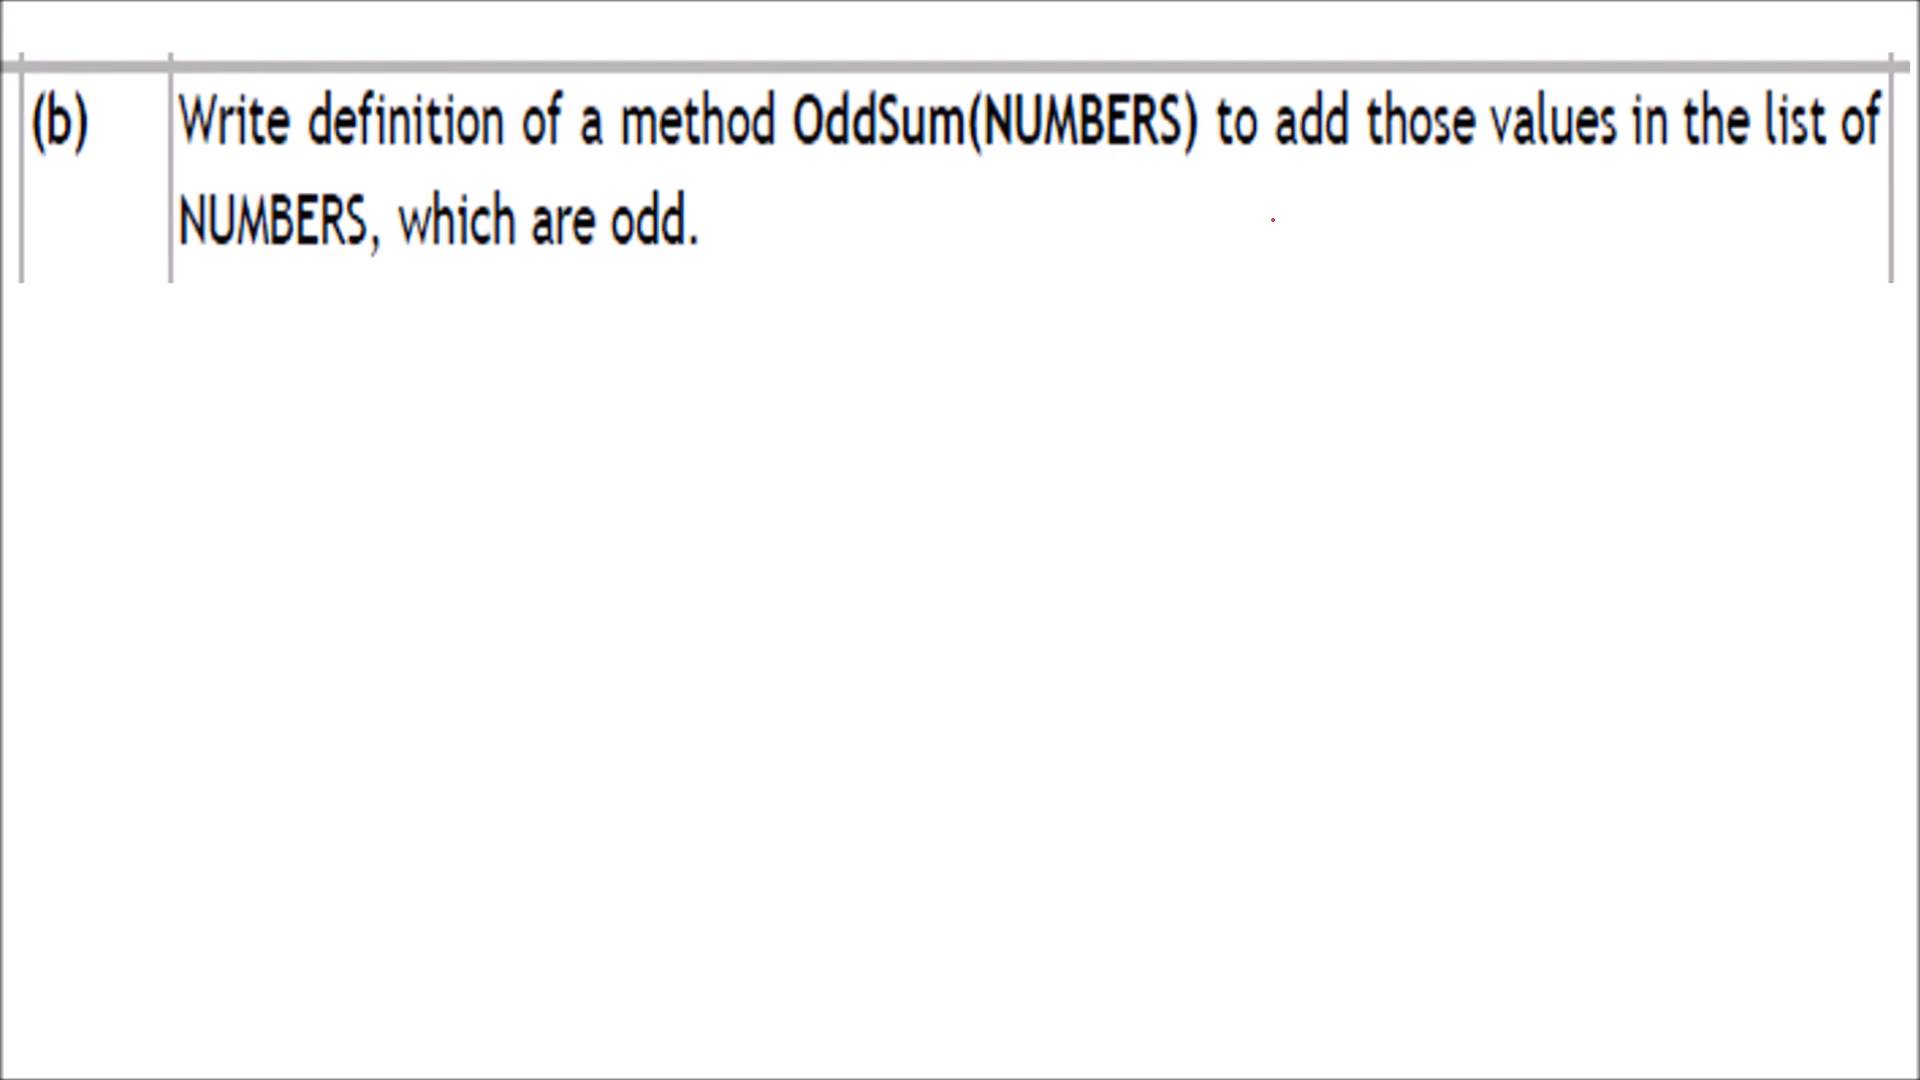 (b) Write definition of a method OddSum(NUMBERS) to add those values in the list of
NUMBERS, which are odd.